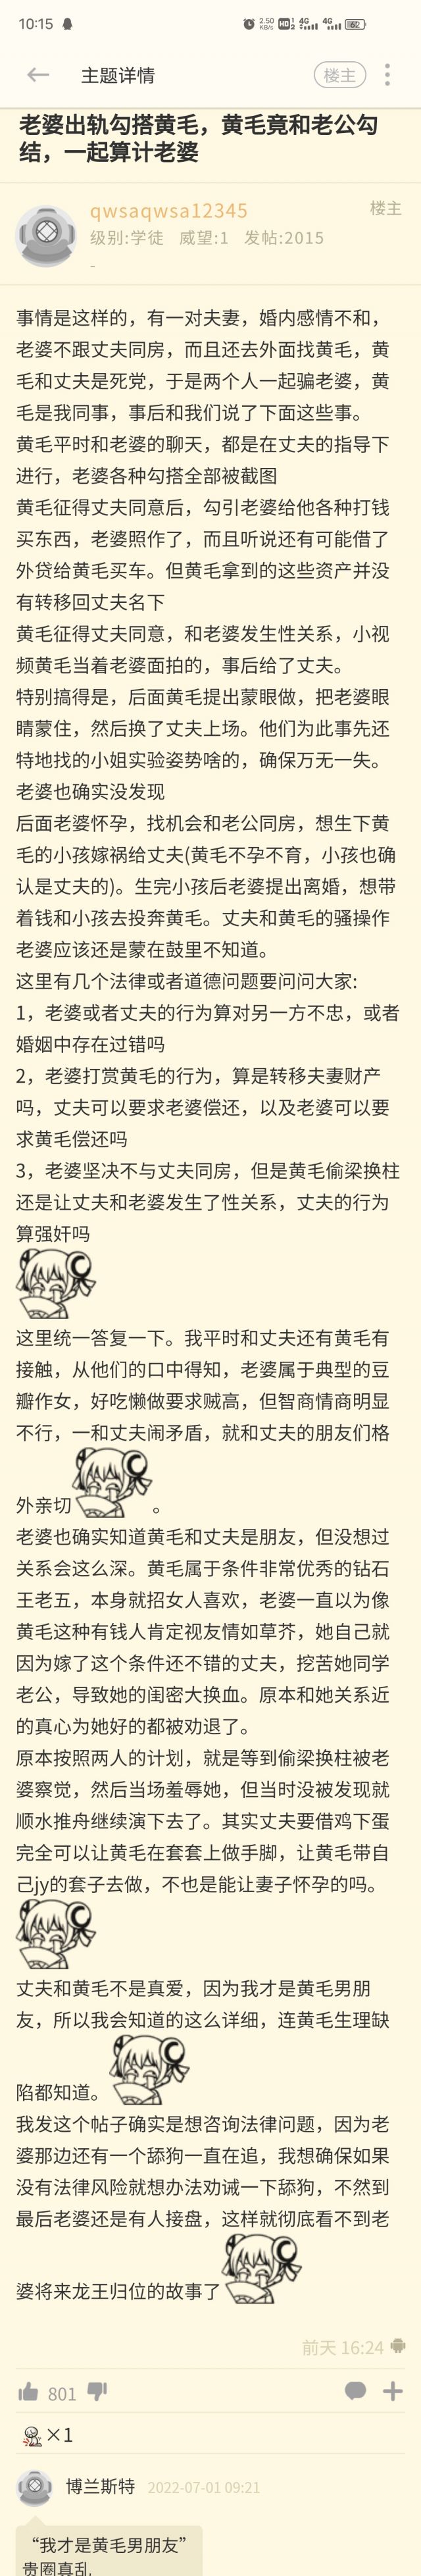 10:15
2.50
KB/s
HD
4G
4G
62
主题详情
楼主
老婆出轨勾搭黄毛，黄毛竟和老公勾
结，一起算计老婆
qwsaqwsa12345
楼主
级别:学徒 威望:1 发帖:2015
-
事情是这样的，有一对夫妻，婚内感情不和，
老婆不跟丈夫同房，而且还去外面找黄毛，黄
毛和丈夫是死党，于是两个人一起骗老婆，黄
毛是我同事，事后和我们说了下面这些事。
黄毛平时和老婆的聊天，都是在丈夫的指导下
进行，老婆各种勾搭全部被截图
黄毛征得丈夫同意后，勾引老婆给他各种打钱
买东西，老婆照作了，而且听说还有可能借了
外贷给黄毛买车。但黄毛拿到的这些资产并没
有转移回丈夫名下
黄毛征得丈夫同意，和老婆发生性关系，小视
频黄毛当着老婆面拍的，事后给了丈夫。
特别搞得是，后面黄毛提出蒙眼做，把老婆眼
睛蒙住，然后换了丈夫上场。他们为此事先还
特地找的小姐实验姿势啥的，确保万无一失。
老婆也确实没发现
后面老婆怀孕，找机会和老公同房，想生下黄
毛的小孩嫁祸给丈夫(黄毛不孕不育，小孩也确
认是丈夫的)。生完小孩后老婆提出离婚，想带
着钱和小孩去投奔黄毛。丈夫和黄毛的骚操作
老婆应该还是蒙在鼓里不知道。
这里有几个法律或者道德问题要问问大家:
1，老婆或者丈夫的行为算对另一方不忠，或者
婚姻中存在过错吗
2，老婆打赏黄毛的行为，算是转移夫妻财产
吗，丈夫可以要求老婆偿还，以及老婆可以要
求黄毛偿还吗
3，老婆坚决不与丈夫同房，但是黄毛偷梁换柱
还是让丈夫和老婆发生了性关系，丈夫的行为
算强奸吗
这里统一答复一下。我平时和丈夫还有黄毛有
接触，从他们的口中得知，老婆属于典型的豆
瓣作女，好吃懒做要求贼高，但智商情商明显
不行，一和丈夫闹矛盾，就和丈夫的朋友们格
外亲切。
老婆也确实知道黄毛和丈夫是朋友，但没想过
关系会这么深。黄毛属于条件非常优秀的钻石
王老五，本身就招女人喜欢，老婆一直以为像
黄毛这种有钱人肯定视友情如草芥，她自己就
因为嫁了这个条件还不错的丈夫，挖苦她同学
老公，导致她的闺密大换血。原本和她关系近
的真心为她好的都被劝退了。
原本按照两人的计划，就是等到偷梁换柱被老
婆察觉，然后当场羞辱她，但当时没被发现就
顺水推舟继续演下去了。其实丈夫要借鸡下蛋
完全可以让黄毛在套套上做手脚，让黄毛带自
己jy的套子去做，不也是能让妻子怀孕的吗。
丈夫和黄毛不是真爱，因为我才是黄毛男朋
友，所以我会知道的这么详细，连黄毛生理缺
陷都知道。
我发这个帖子确实是想咨询法律问题，因为老
婆那边还有一个舔狗一直在追，我想确保如果
没有法律风险就想办法劝诫一下舔狗，不然到
最后老婆还是有人接盘，这样就彻底看不到老
婆将来龙王归位的故事了
前天 16:24
801
×1
博兰斯特 2022-07-01 09:21
“我才是黄毛男朋友”
贵圈真乱